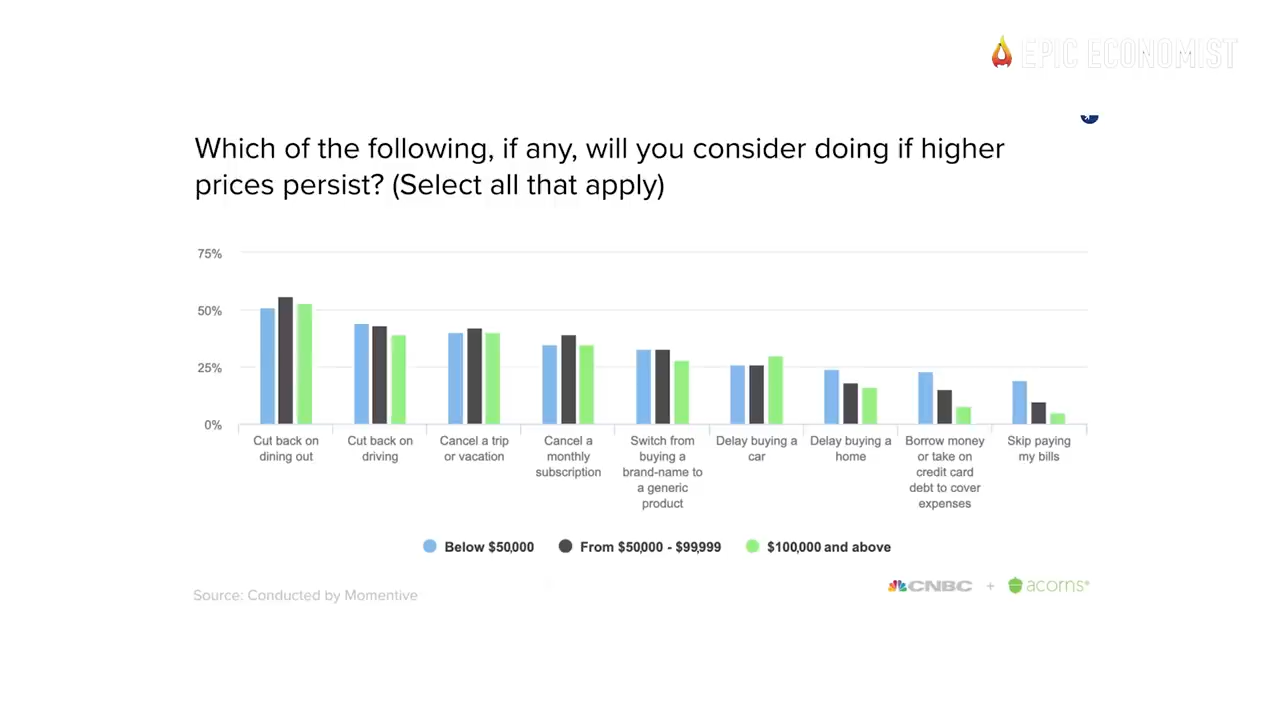 EPIC ECONOMIST
Which of the following, if any, will you consider doing if higher
prices persist? (Select all that apply)
75%
50%
25%
0%
Cut back on
dining out
Cut back on
driving
Cancel a trip
or vacation
Cancel a
monthly
subscription
Switch from
buying a
brand-name to
a generic
product
Delay buying a
car
Delay buying a
home
Borrow money
or take on
credit card
debt to cover
expenses
Skip paying
my bills
Below $50,000
From $50,000 - $99,999
$100,000 and above
Source: Conducted by Momentive
CNBC + acorns®